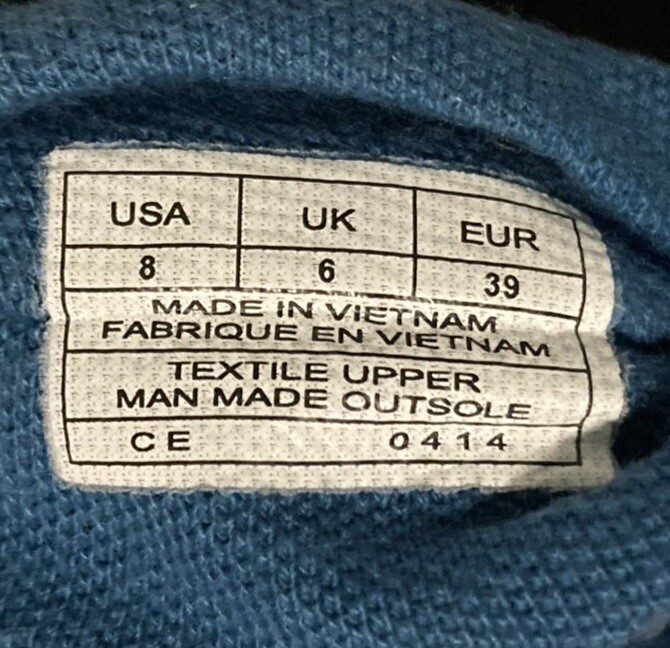 USA UK EUR
8 6 39
MADE IN VIETNAM
FABRIQUE EN VIETNAM
TEXTILE UPPER
MAN MADE OUTSOLE
CE 0414